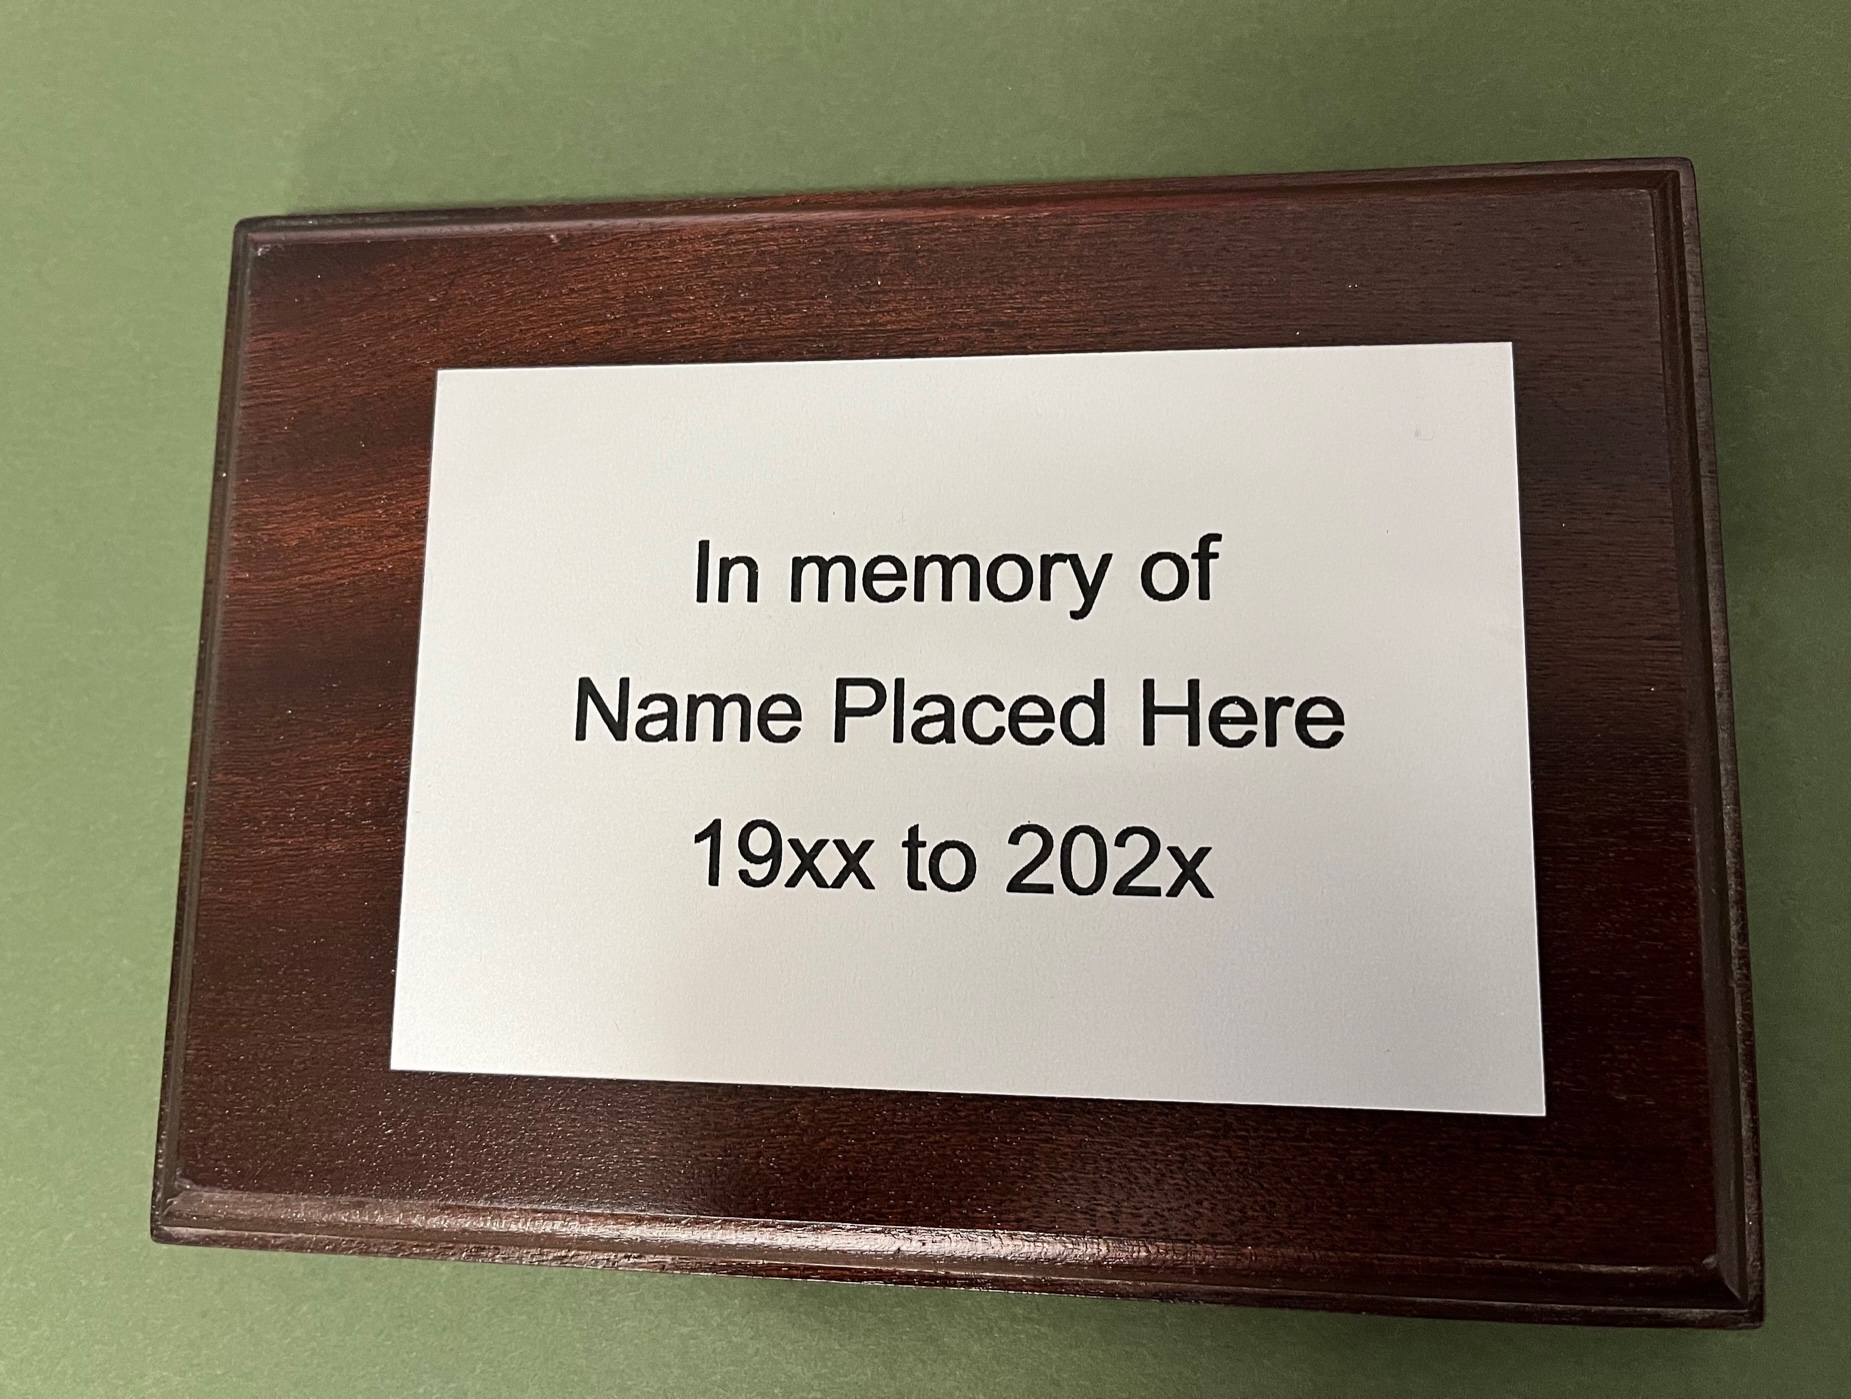 In memory of
Name Placed Here
19xx to 202x